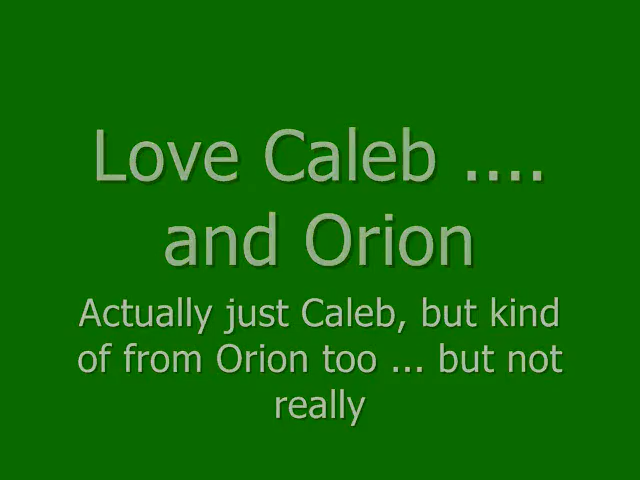 Love Caleb ....
and Orion
Actually just Caleb, but kind
of from Orion too ... but not
really